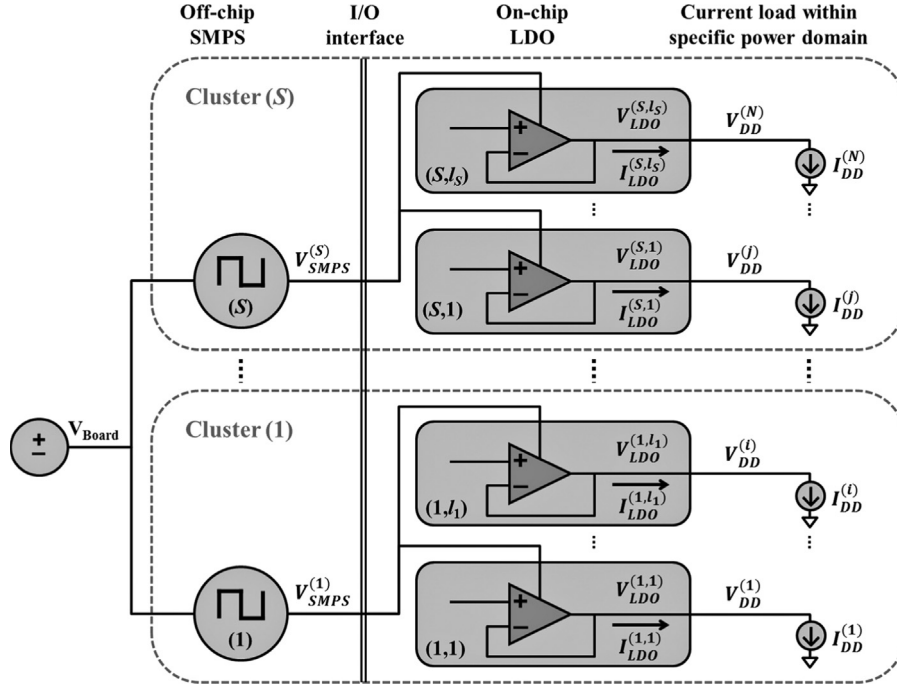 Off-chip SMPS
I/O interface
On-chip LDO
Current load within specific power domain
Cluster (S)
+
−
(S,l_S)
V_LDO^(S,l_S)
I_LDO^(S,l_S)
V_DD^(N)
I_DD^(N)
(S)
V_SMPS^(S)
+
−
(S,1)
V_LDO^(S,1)
I_LDO^(S,1)
V_DD^(j)
I_DD^(j)
+
−
V_Board
Cluster (1)
+
−
(1,l_1)
V_LDO^(1,l_1)
I_LDO^(1,l_1)
V_DD^(i)
I_DD^(i)
(1)
V_SMPS^(1)
+
−
(1,1)
V_LDO^(1,1)
I_LDO^(1,1)
V_DD^(1)
I_DD^(1)